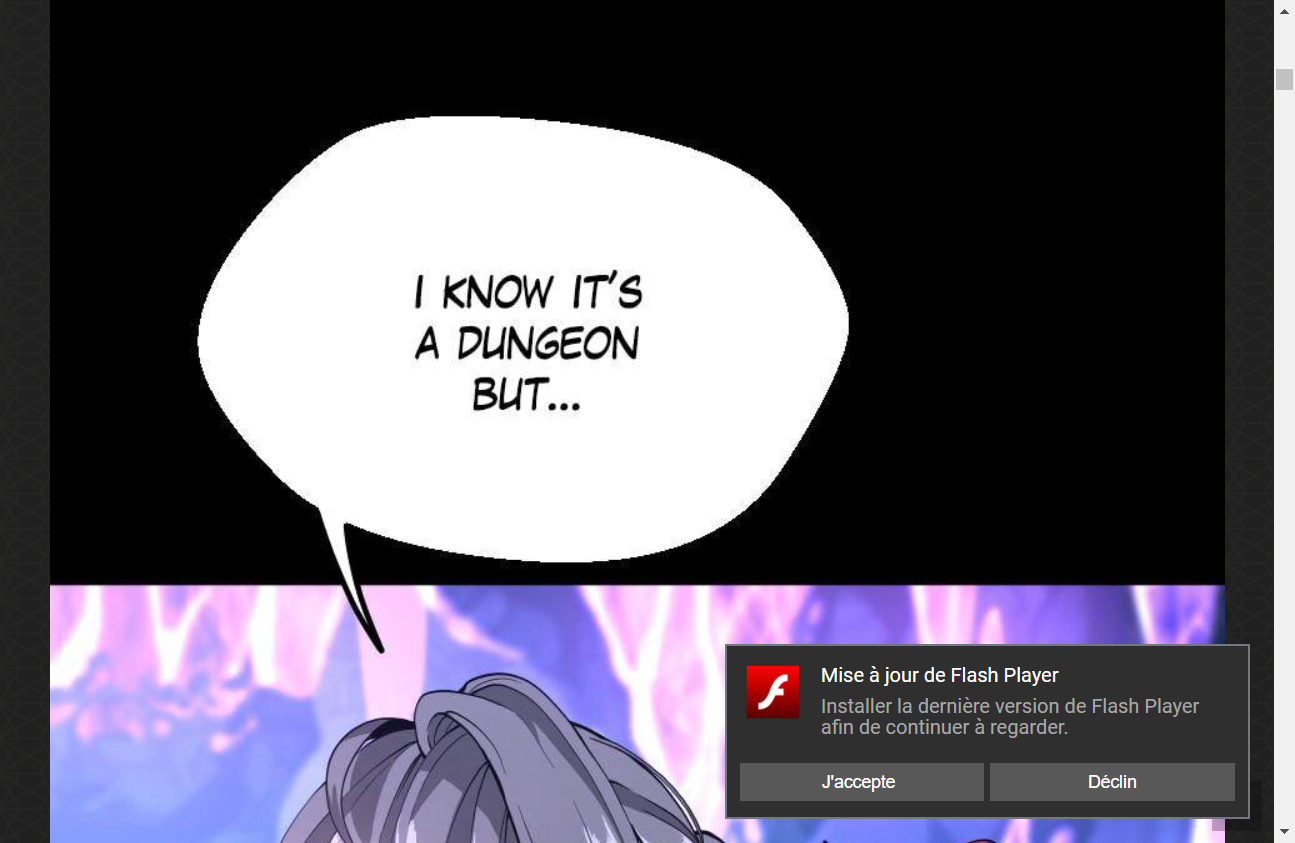 I KNOW IT'S
A DUNGEON
BUT...
Mise à jour de Flash Player
Installer la dernière version de Flash Player
afin de continuer à regarder.
J'accepte
Déclin